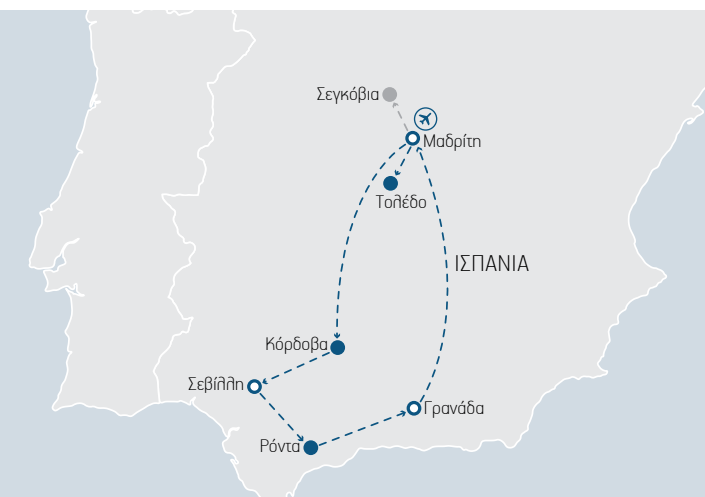 Σεγκόβια
Μαδρίτη
Τολέδο
ΙΣΠΑΝΙΑ
Κόρδοβα
Σεβίλλη
Γρανάδα
Ρόντα